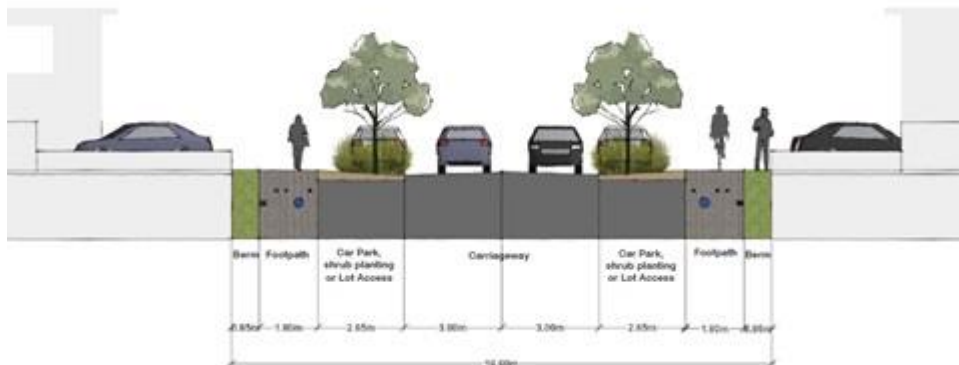 Berm
Footpath
Car Park,
shrub planting
or Lot Access
Carriageway
Car Park,
shrub planting
or Lot Access
Footpath
Berm
1.80m
2.65m
3.00m
3.00m
2.65m
1.80m